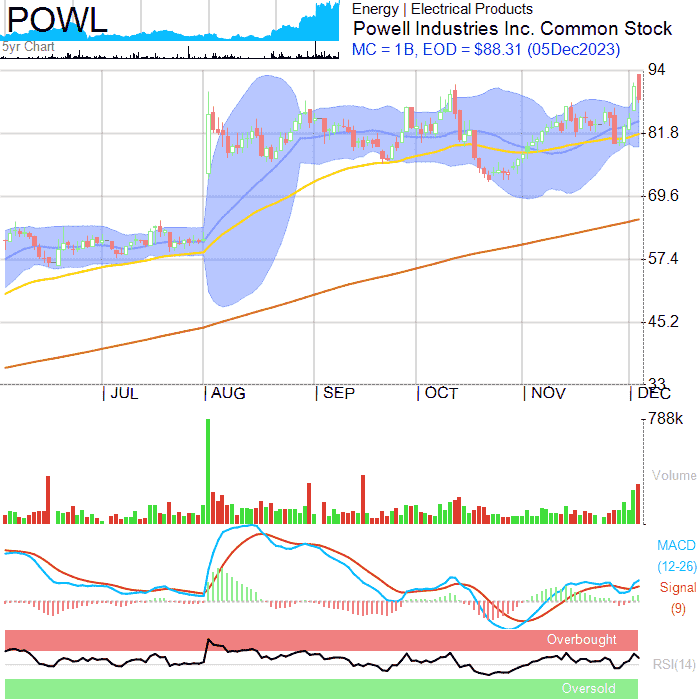 POWL
5yr Chart
Energy | Electrical Products
Powell Industries Inc. Common Stock
MC = 1B, EOD = $88.31 (05Dec2023)
94
81.8
69.6
57.4
45.2
33
JUL
AUG
SEP
OCT
NOV
DEC
788k
Volume
MACD
(12-26)
Signal
(9)
Overbought
RSI(14)
Oversold